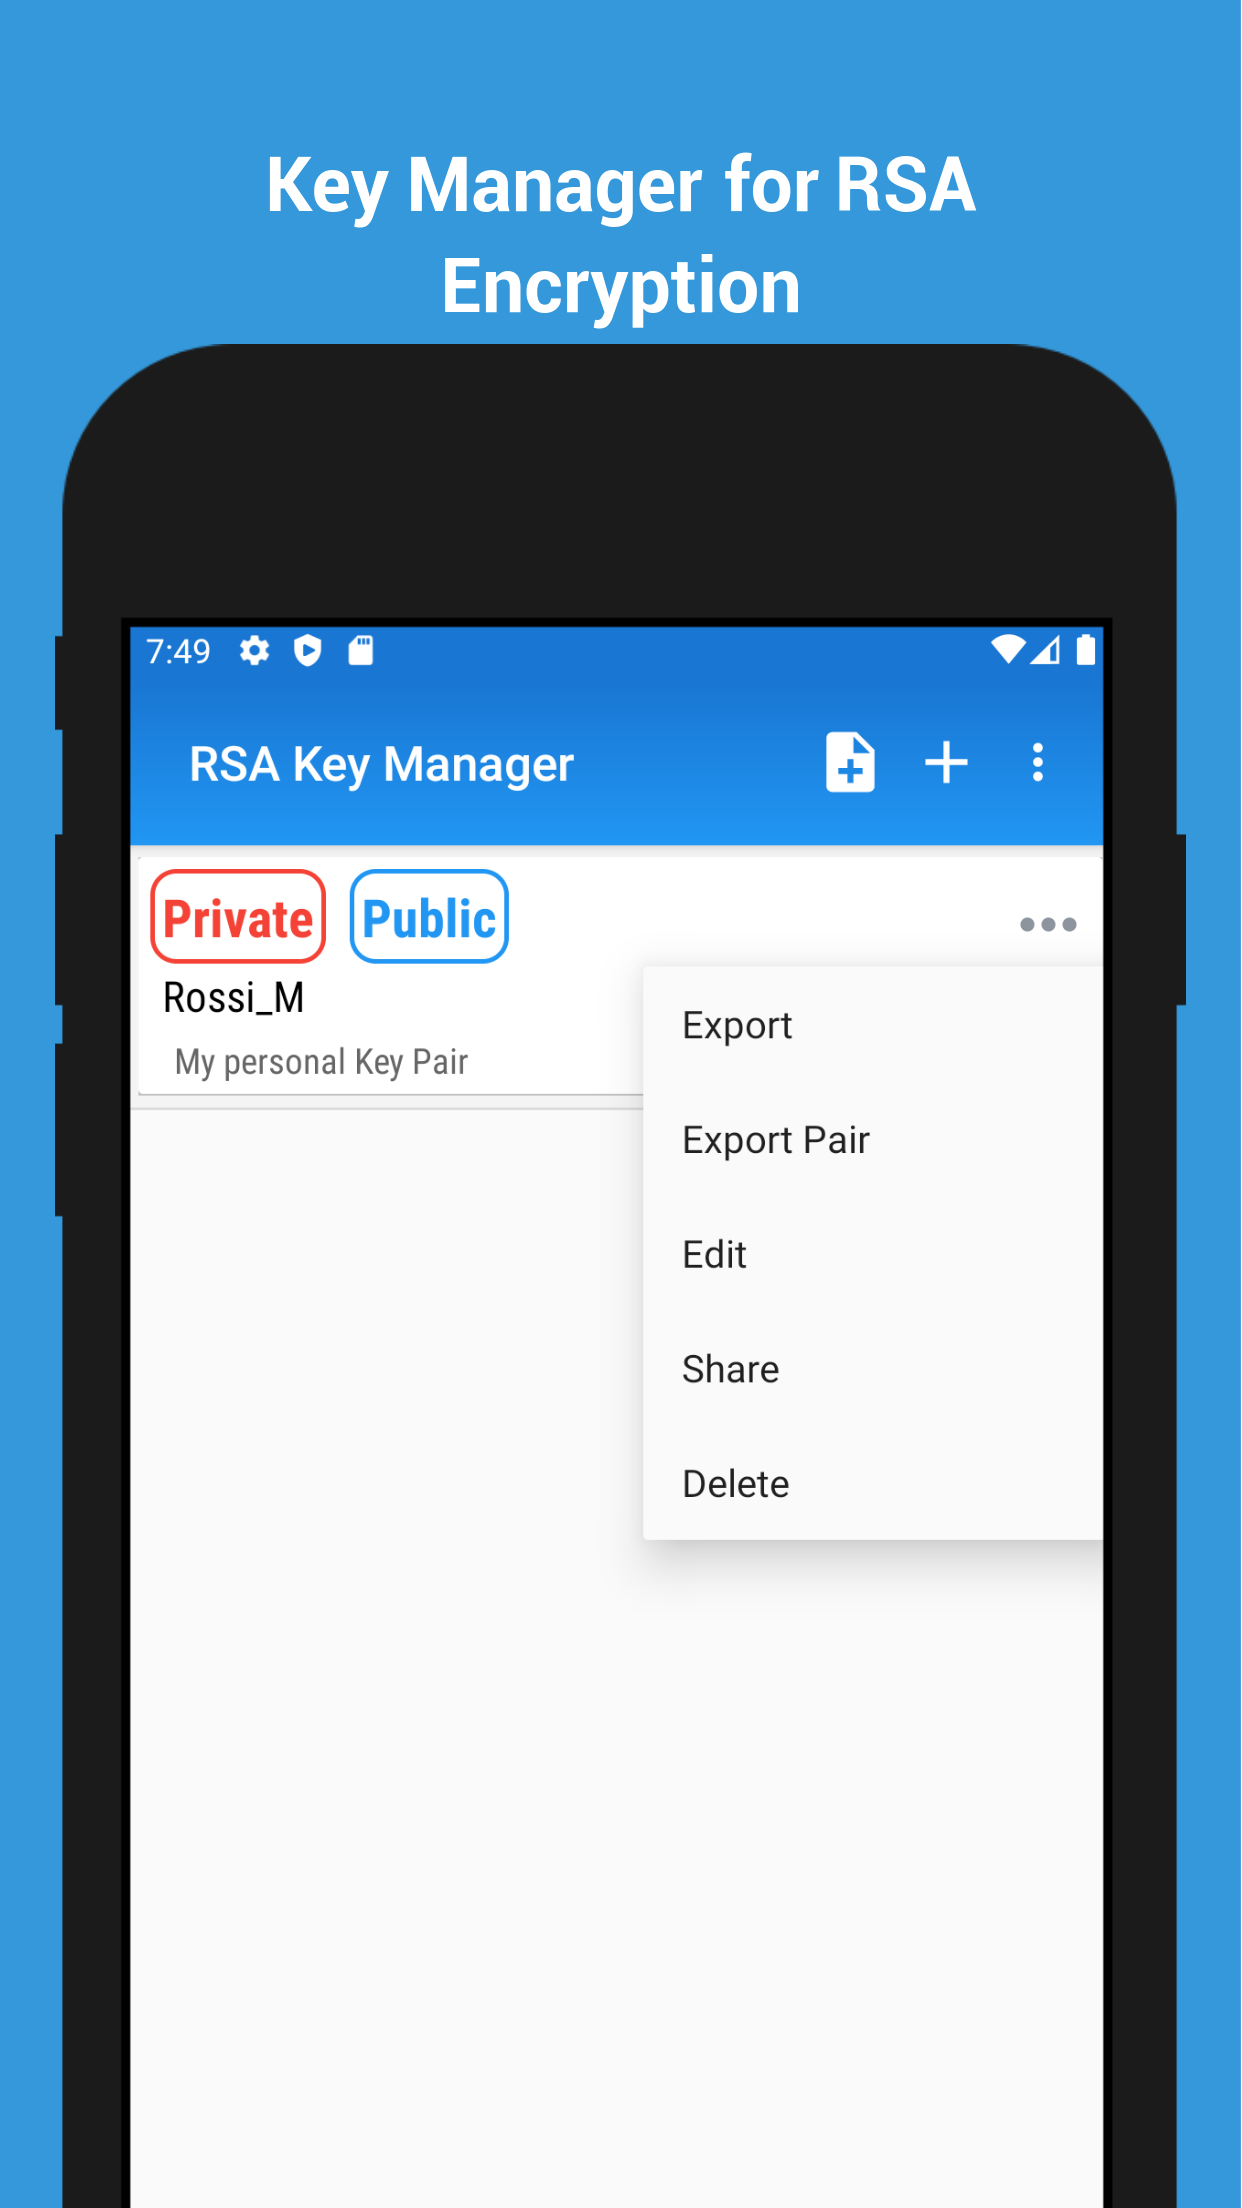 Key Manager for RSA
Encryption
7:49
RSA Key Manager
Private Public
Rossi_M
My personal Key Pair
Export
Export Pair
Edit
Share
Delete